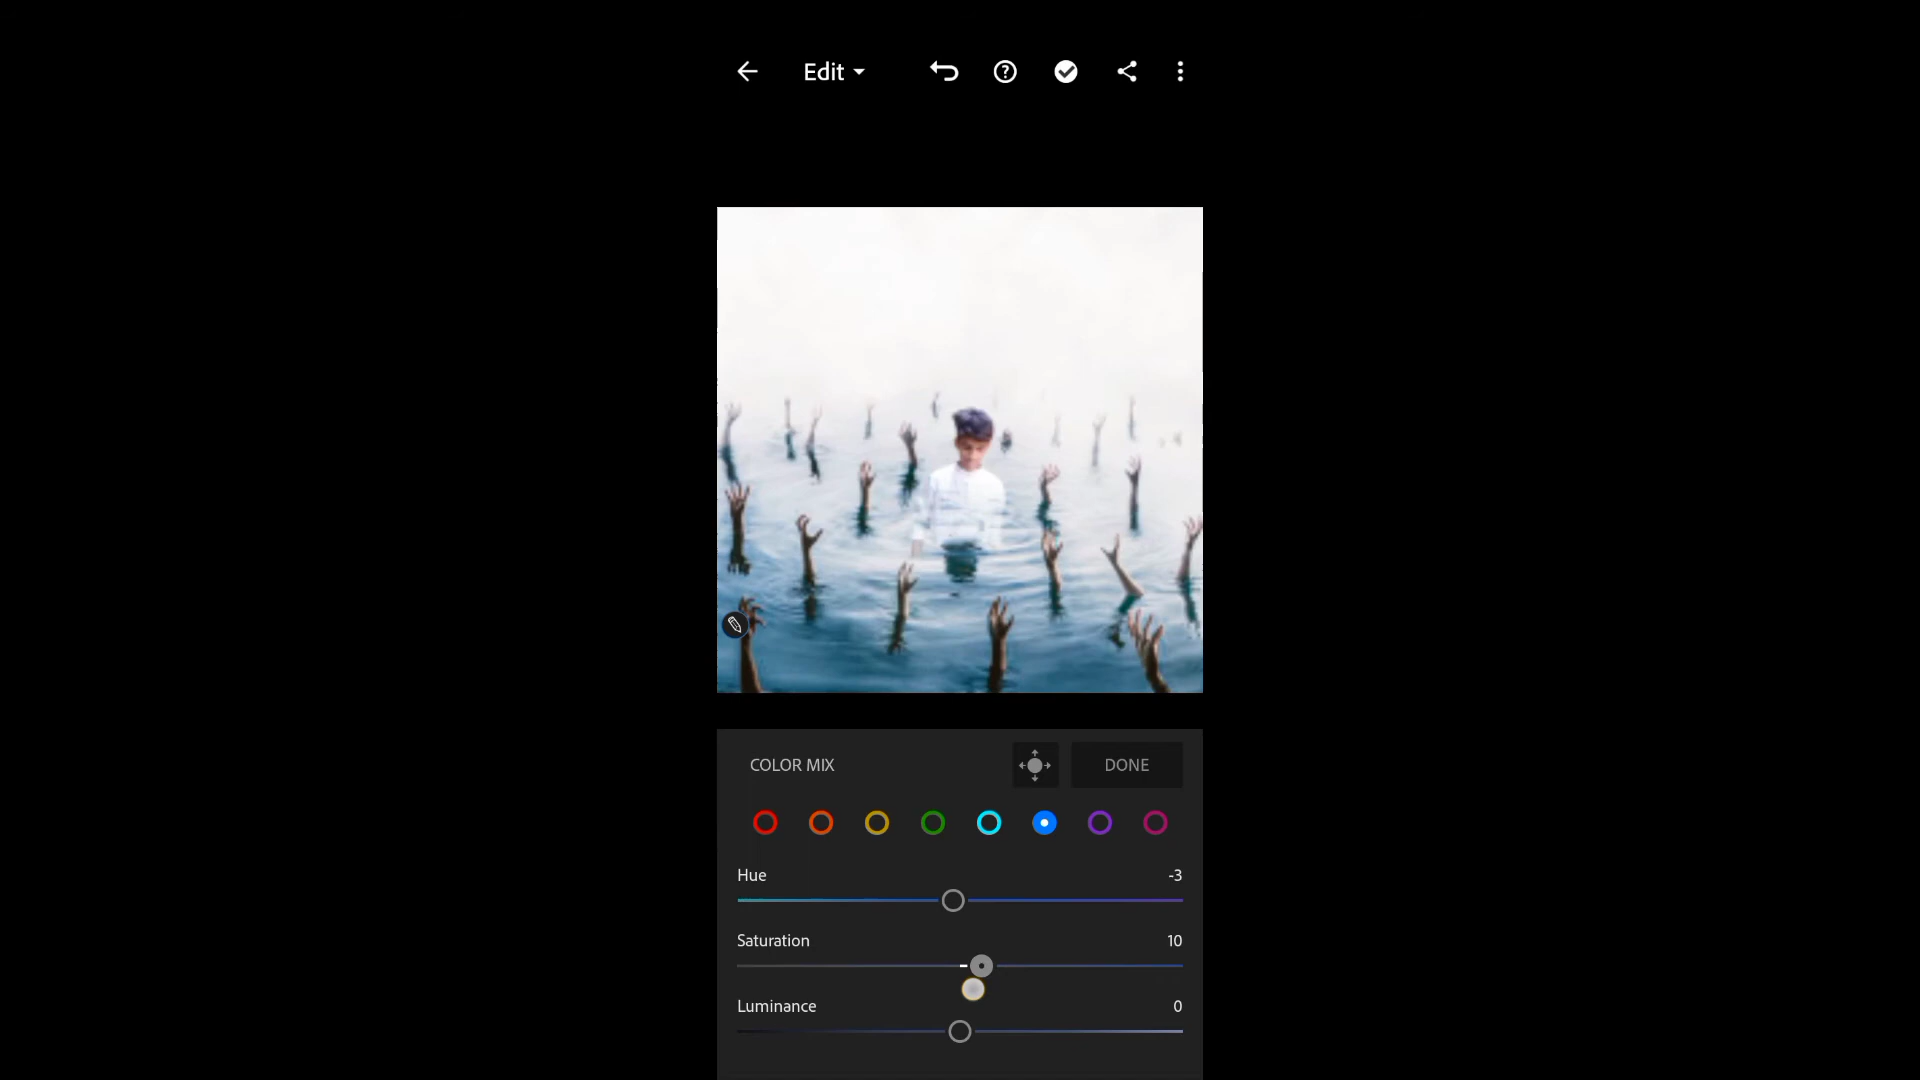 Edit
COLOR MIX
DONE
Hue -3
Saturation 10
Luminance 0